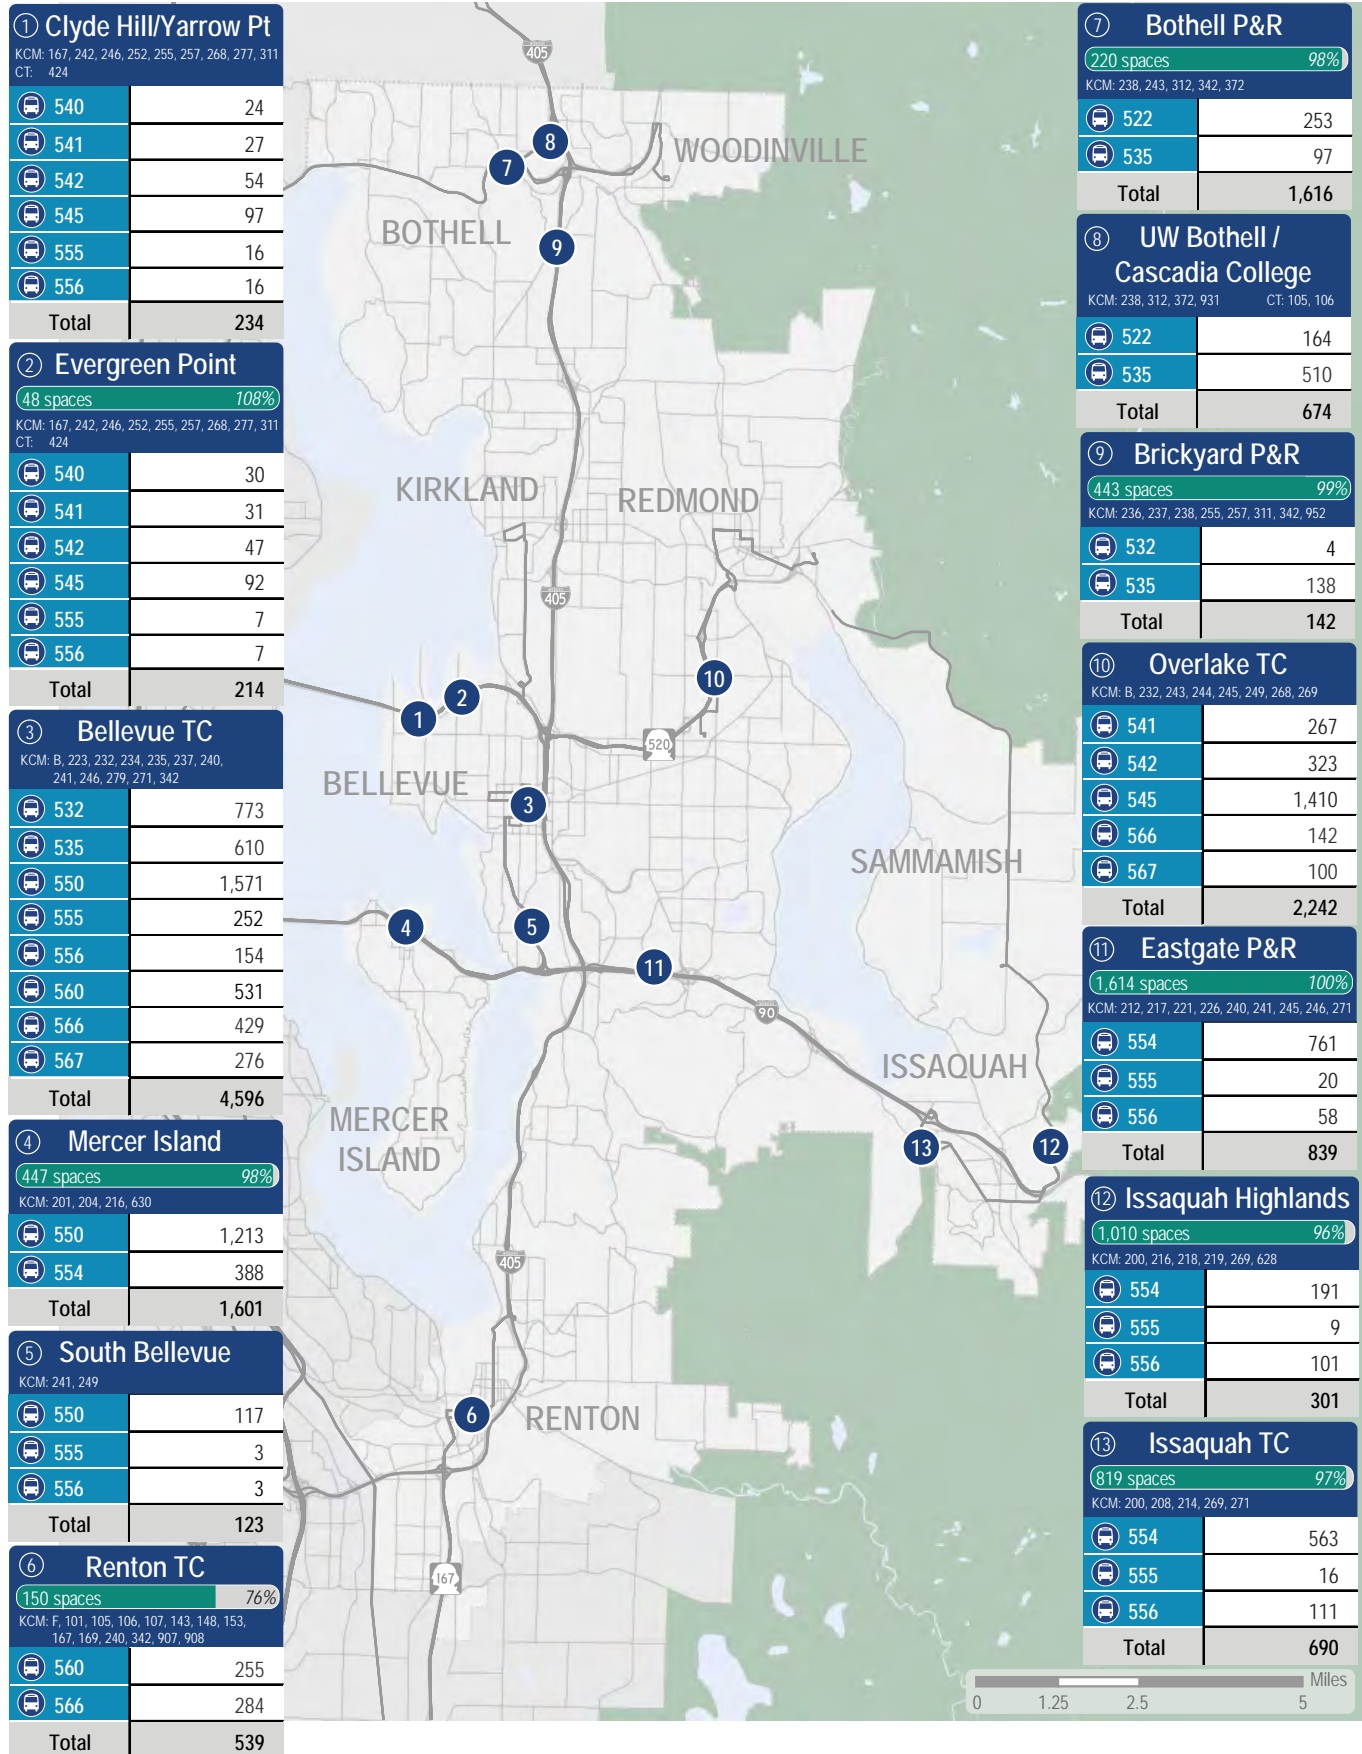 1 Clyde Hill/Yarrow Pt
KCM: 167, 242, 246, 252, 255, 257, 268, 277, 311
CT: 424
540 24
541 27
542 54
545 97
555 16
556 16
Total 234
2 Evergreen Point
48 spaces 108%
KCM: 167, 242, 246, 252, 255, 257, 268, 277, 311
CT: 424
540 30
541 31
542 47
545 92
555 7
556 7
Total 214
3 Bellevue TC
KCM: B, 223, 232, 234, 235, 237, 240,
241, 246, 279, 271, 342
532 773
535 610
550 1,571
555 252
556 154
560 531
566 429
567 276
Total 4,596
4 Mercer Island
447 spaces 98%
KCM: 201, 204, 216, 630
550 1,213
554 388
Total 1,601
5 South Bellevue
KCM: 241, 249
550 117
555 3
556 3
Total 123
6 Renton TC
150 spaces 76%
KCM: F, 101, 105, 106, 107, 143, 148, 153,
167, 169, 240, 342, 907, 908
560 255
566 284
Total 539
405
8
7
WOODINVILLE
BOTHELL
9
KIRKLAND
REDMOND
405
10
2
1
520
BELLEVUE
3
SAMMAMISH
4
5
11
90
ISSAQUAH
MERCER
ISLAND
13
12
405
6
RENTON
167
7 Bothell P&R
220 spaces 98%
KCM: 238, 243, 312, 342, 372
522 253
535 97
Total 1,616
8 UW Bothell /
Cascadia College
KCM: 238, 312, 372, 931 CT: 105, 106
522 164
535 510
Total 674
9 Brickyard P&R
443 spaces 99%
KCM: 236, 237, 238, 255, 257, 311, 342, 952
532 4
535 138
Total 142
10 Overlake TC
KCM: B, 232, 243, 244, 245, 249, 268, 269
541 267
542 323
545 1,410
566 142
567 100
Total 2,242
11 Eastgate P&R
1,614 spaces 100%
KCM: 212, 217, 221, 226, 240, 241, 245, 246, 271
554 761
555 20
556 58
Total 839
12 Issaquah Highlands
1,010 spaces 96%
KCM: 200, 216, 218, 219, 269, 628
554 191
555 9
556 101
Total 301
13 Issaquah TC
819 spaces 97%
KCM: 200, 208, 214, 269, 271
554 563
555 16
556 111
Total 690
Miles
0 1.25 2.5 5